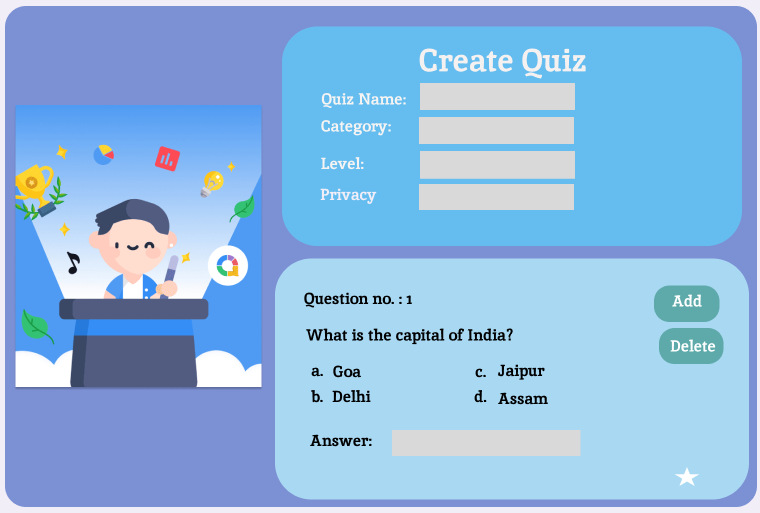 Create Quiz
Quiz Name:
Category:
Level:
Privacy
Question no. : 1
Add
What is the capital of India?
Delete
a. Goa
c. Jaipur
b. Delhi
d. Assam
Answer: